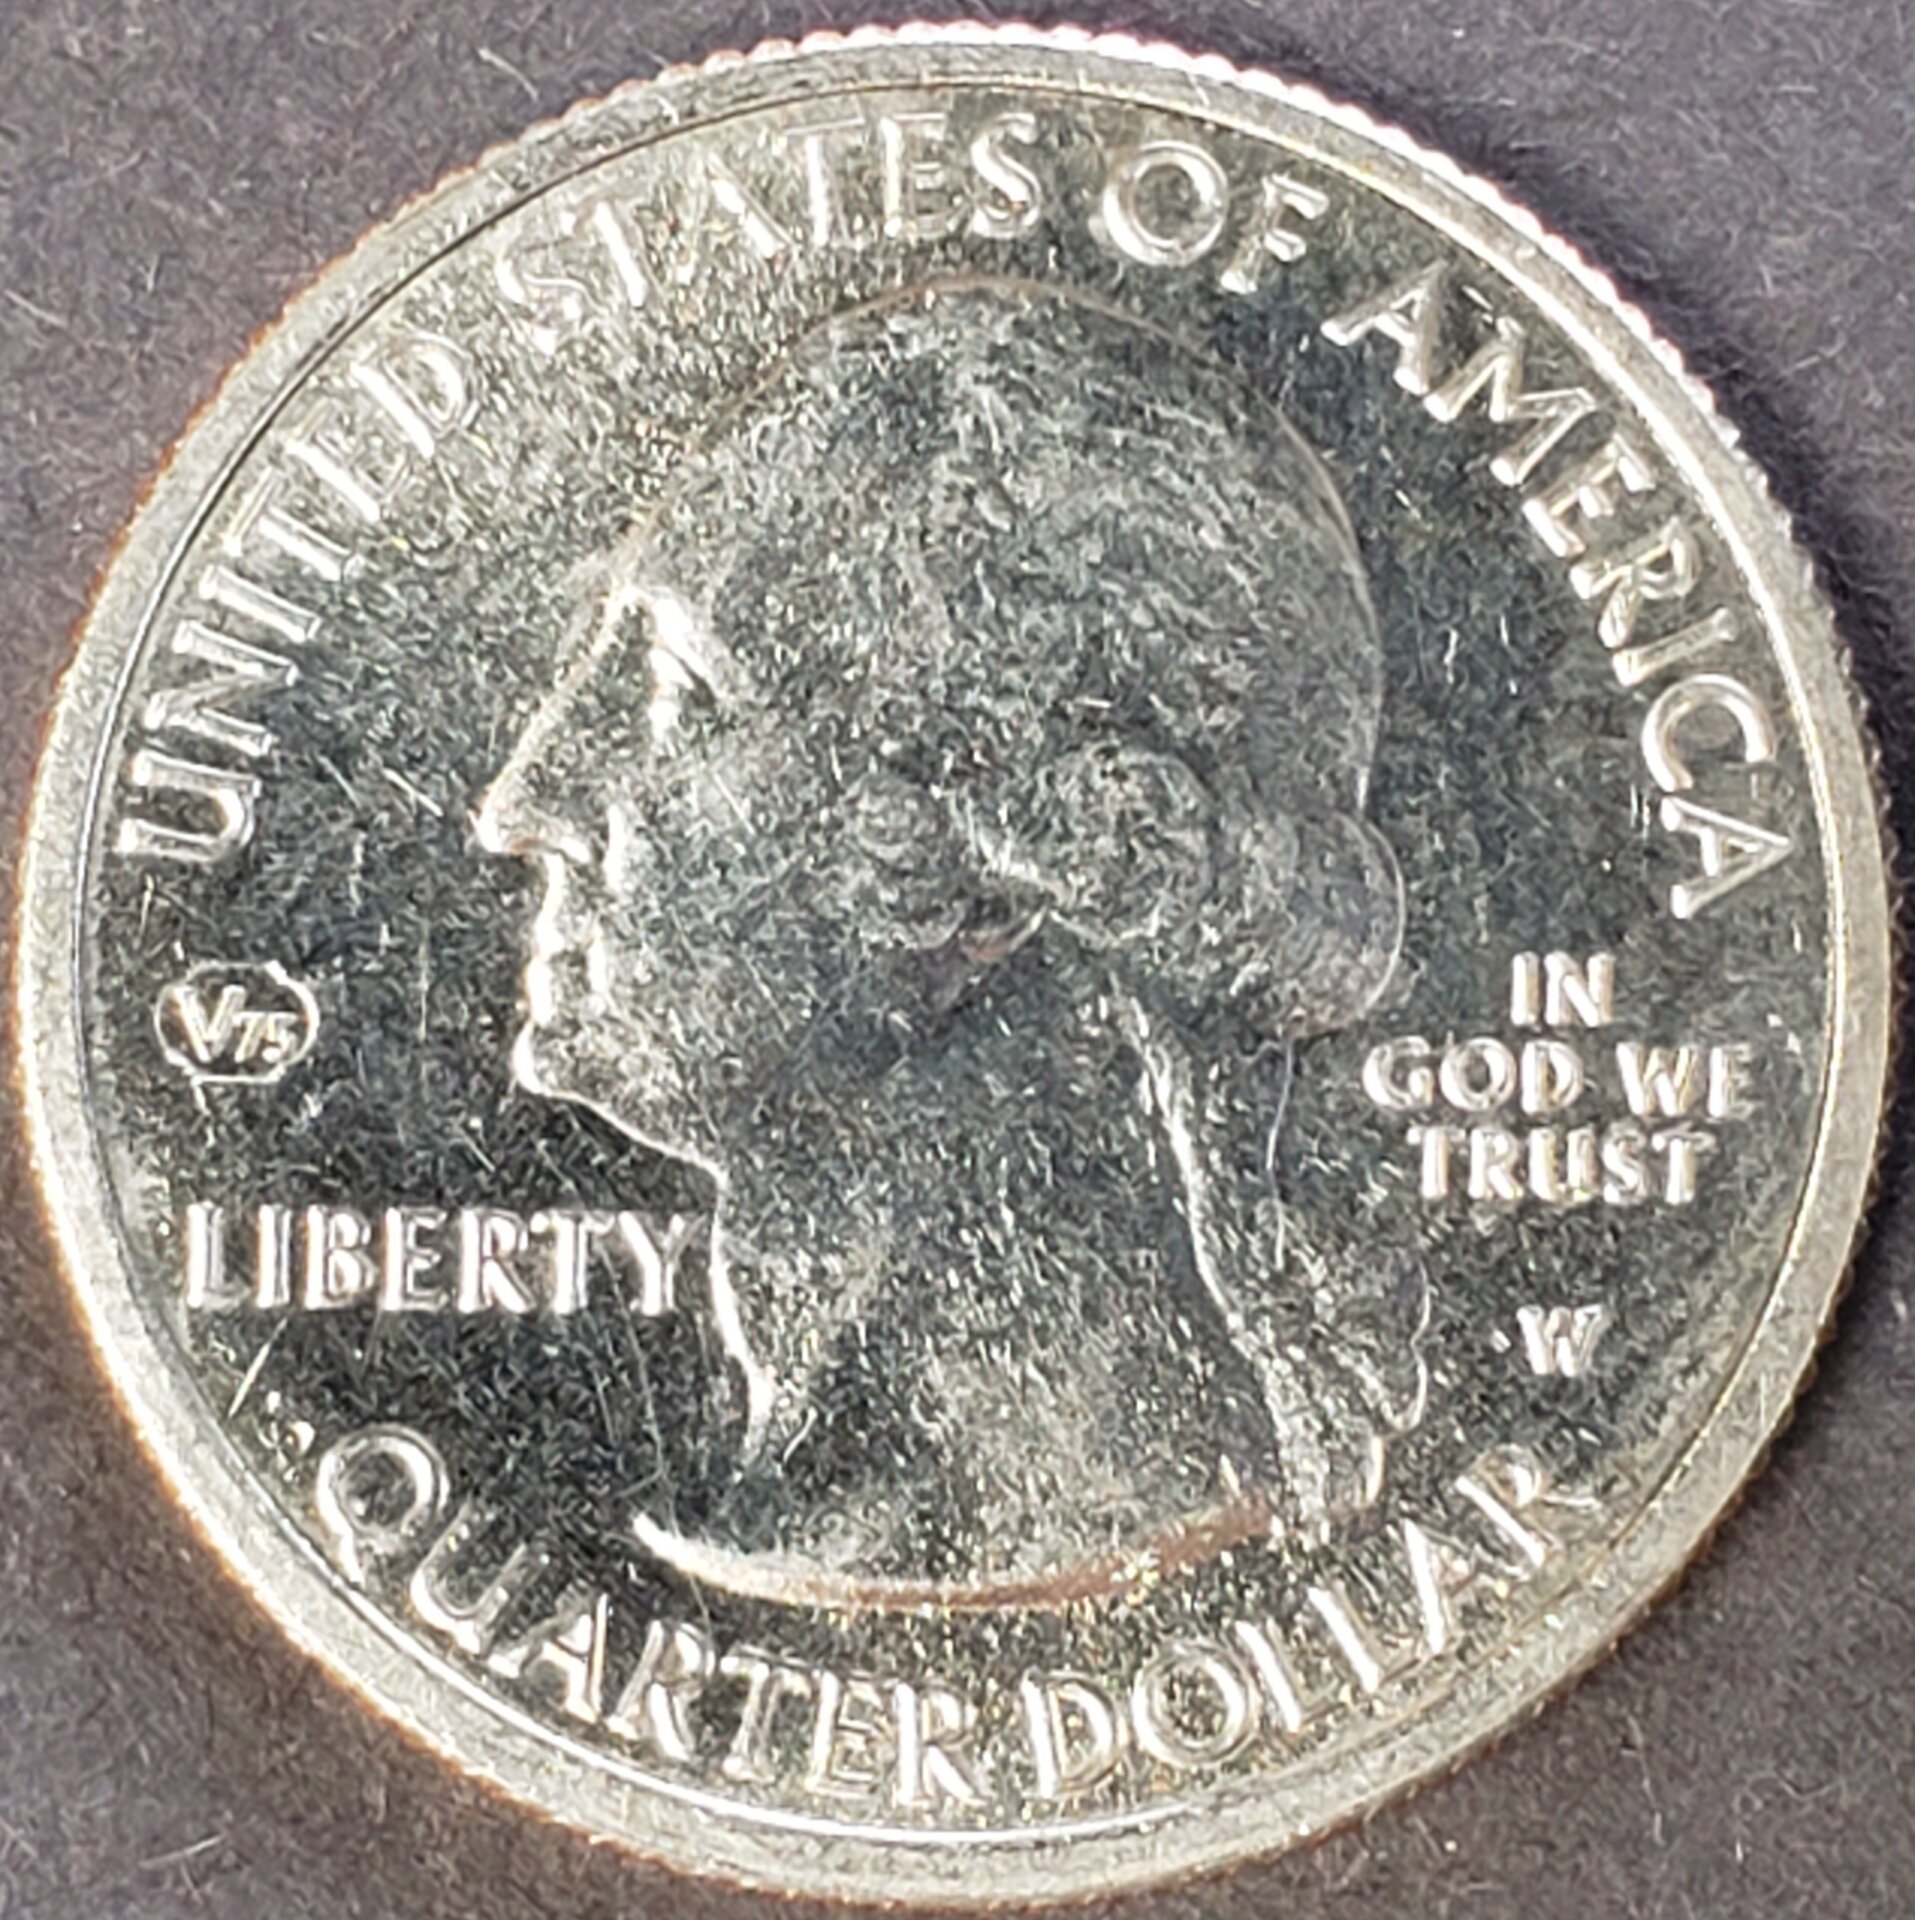 UNITED STATES OF AMERICA
V75
IN
GOD WE
TRUST
LIBERTY
W
QUARTER DOLLAR